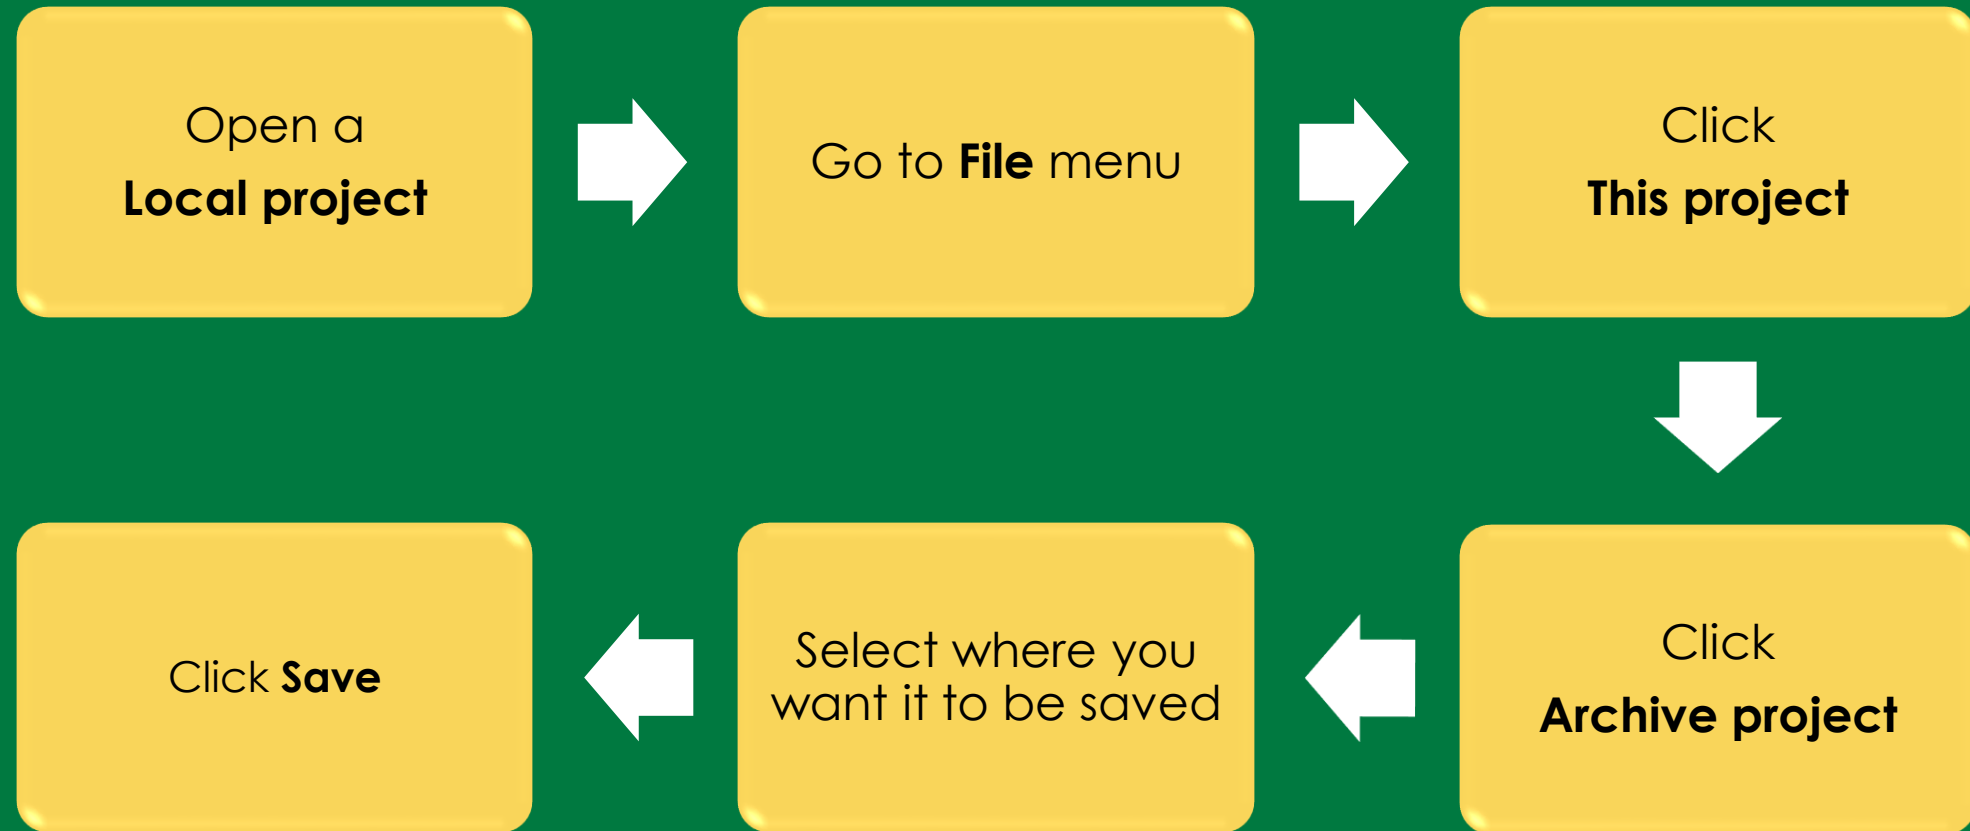 Open a
Local project
Go to File menu
Click
This project
Click
Archive project
Select where you
want it to be saved
Click Save